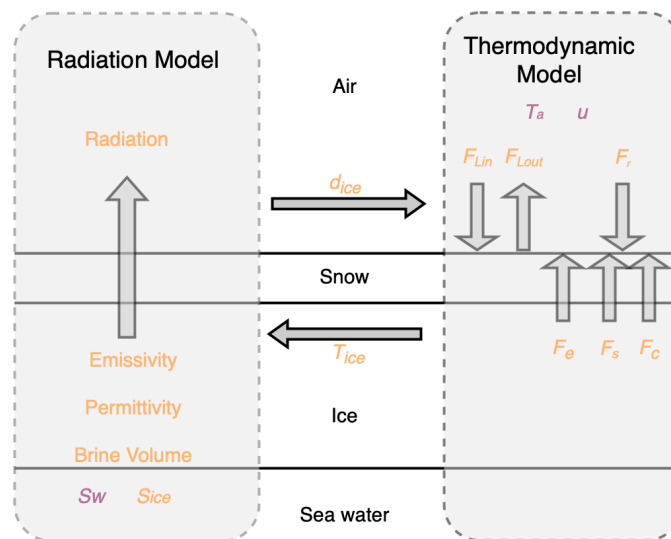 Radiation Model
Air
Thermodynamic
Model
Ta u
Radiation
dice
FLin FLout Fr
Snow
Tice
Emissivity
Fe Fs Fc
Permittivity
Ice
Brine Volume
Sw Sice
Sea water